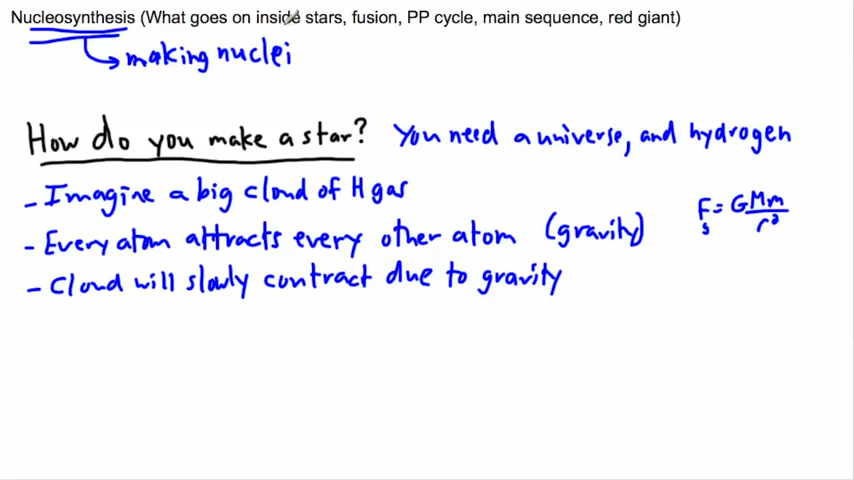 Nucleosynthesis (What goes on inside stars, fusion, PP cycle, main sequence, red giant)
making nuclei
How do you make a star? You need a universe, and hydrogen
- Imagine a big cloud of H gas
- Every atom attracts every other atom (gravity) Fg = GMm/r²
- Cloud will slowly contract due to gravity